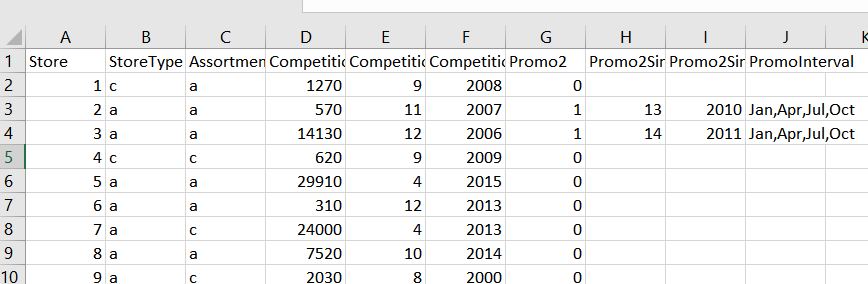 A B C D E F G H I J K
1 Store StoreType Assortmen Competitic Competitic Competitic Promo2 Promo2Sin Promo2Sin PromoInterval
2 1 c a 1270 9 2008 0
3 2 a a 570 11 2007 1 13 2010 Jan,Apr,Jul,Oct
4 3 a a 14130 12 2006 1 14 2011 Jan,Apr,Jul,Oct
5 4 c c 620 9 2009 0
6 5 a a 29910 4 2015 0
7 6 a a 310 12 2013 0
8 7 a c 24000 4 2013 0
9 8 a a 7520 10 2014 0
10 9 a c 2030 8 2000 0